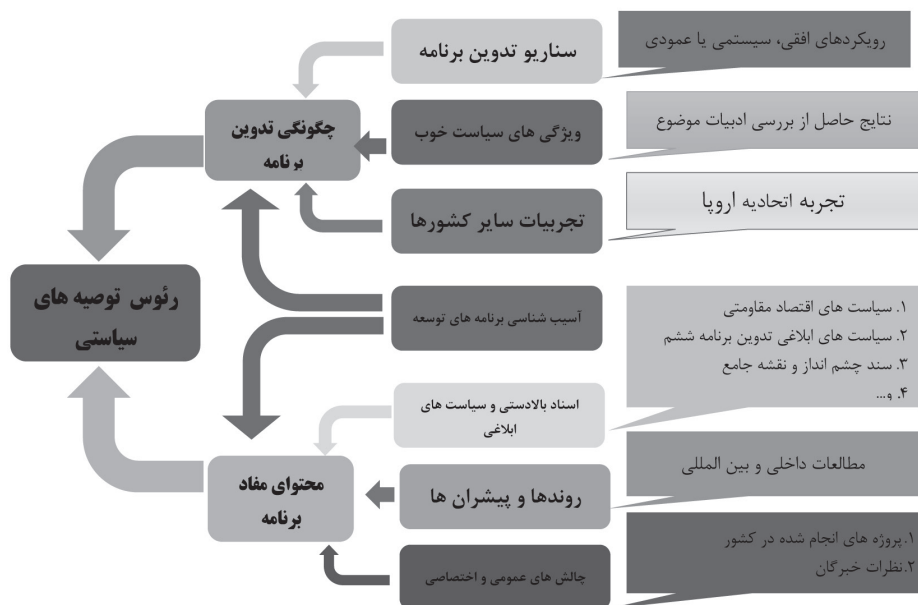 رویکردهای افقی، سیستمی یا عمودی
سناریو تدوین برنامه
نتایج حاصل از بررسی ادبیات موضوع
ویژگی های سیاست خوب
چگونگی تدوین
برنامه
تجربه اتحادیه اروپا
تجربیات سایر کشورها
رئوس توصیه های
سیاستی
آسیب شناسی برنامه های توسعه
۱. سیاست های اقتصاد مقاومتی
۲. سیاست های ابلاغی تدوین برنامه ششم
۳. سند چشم انداز و نقشه جامع
۴. و...
اسناد بالادستی و سیاست های
ابلاغی
مطالعات داخلی و بین المللی
روندها و پیشران ها
محتوای مفاد
برنامه
۱.پروژه های انجام شده در کشور
۲.نظرات خبرگان
چالش های عمومی و اختصاصی